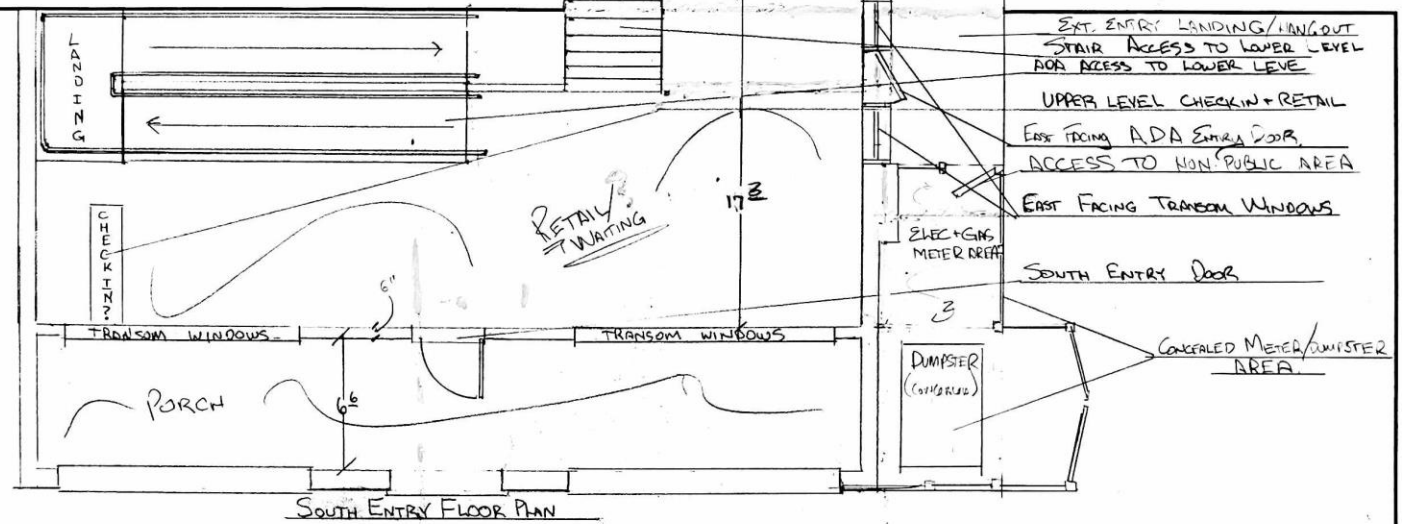 EXT. ENTRY LANDING/HANGOUT
STAIR ACCESS TO LOWER LEVEL
ADA ACCESS TO LOWER LEVE
UPPER LEVEL CHECKIN + RETAIL
EAST FACING ADA ENTRY DOOR
ACCESS TO NON-PUBLIC AREA
EAST FACING TRANSOM WINDOWS
SOUTH ENTRY DOOR
CONCEALED METER/DUMPSTER
AREA
LANDING
CHECK IN?
RETAIL/?
WAITING
17 3
ELEC + GAS
METER AREA
6"
TRANSOM WINDOWS
TRANSOM WINDOWS
PORCH
6 6
DUMPSTER
SOUTH ENTRY FLOOR PLAN